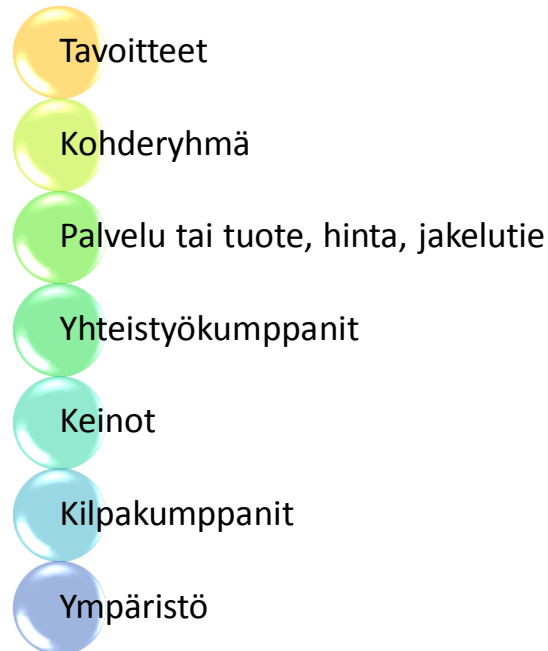 Tavoitteet
Kohderyhmä
Palvelu tai tuote, hinta, jakelutie
Yhteistyökumppanit
Keinot
Kilpakumppanit
Ympäristö